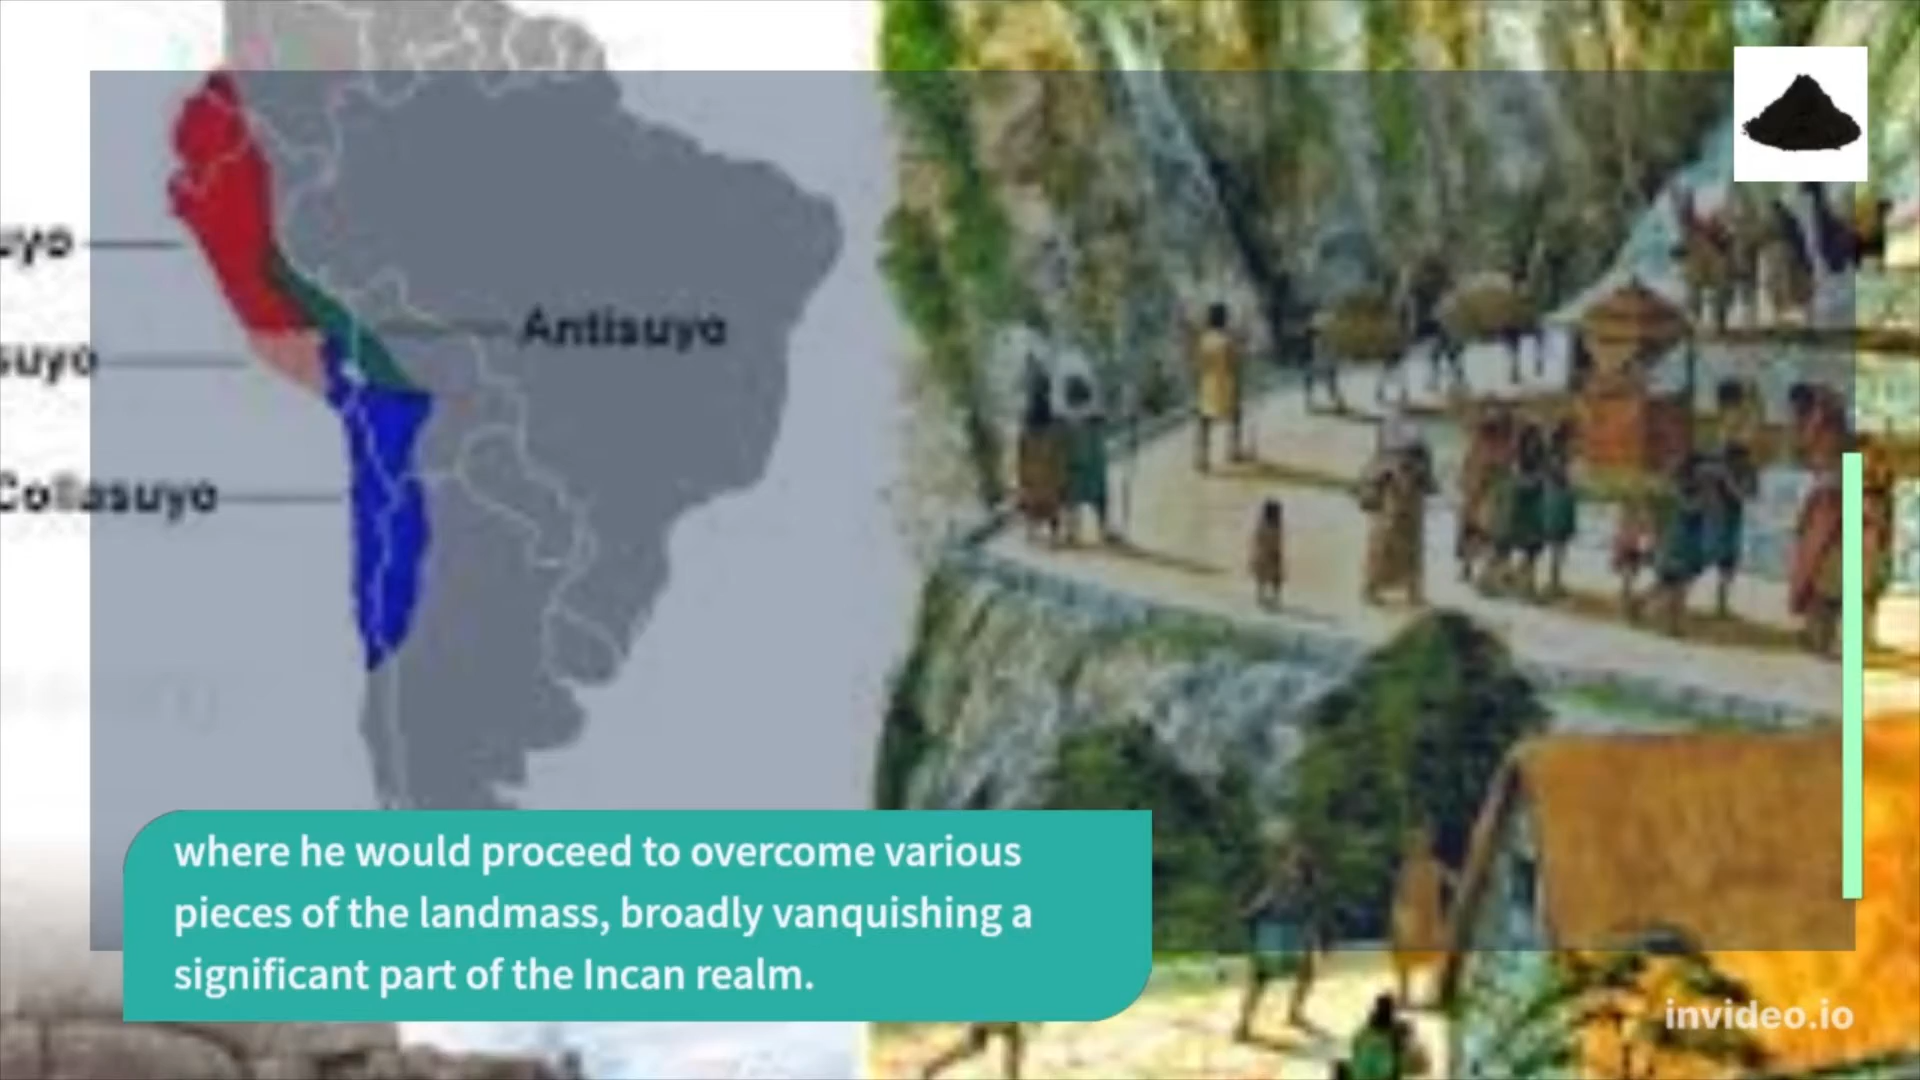 uyo
Antisuyo
suyo
Collasuyo
where he would proceed to overcome various
pieces of the landmass, broadly vanquishing a
significant part of the Incan realm.
invideo.io